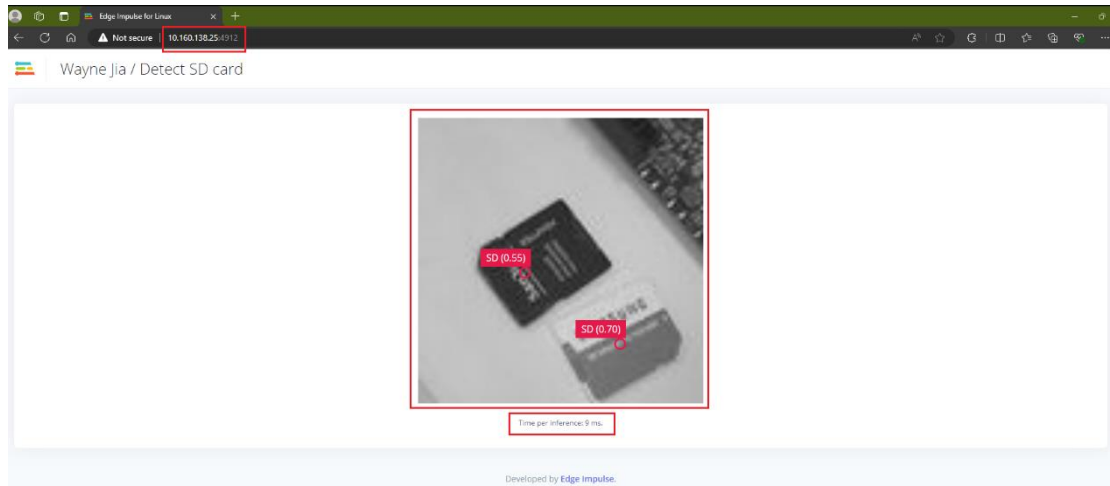 Edge Impulse for Linux
Not secure 10.160.138.25:4912
Wayne Jia / Detect SD card
SD (0.55)
SD (0.70)
Time per inference: 9 ms.
Developed by Edge Impulse.